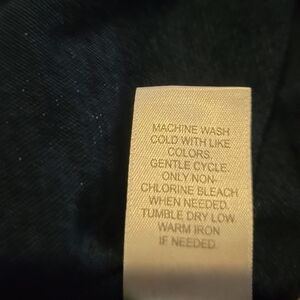 MACHINE WASH
COLD WITH LIKE
COLORS.
GENTLE CYCLE.
ONLY NON-
CHLORINE BLEACH
WHEN NEEDED.
TUMBLE DRY LOW.
WARM IRON
IF NEEDED.